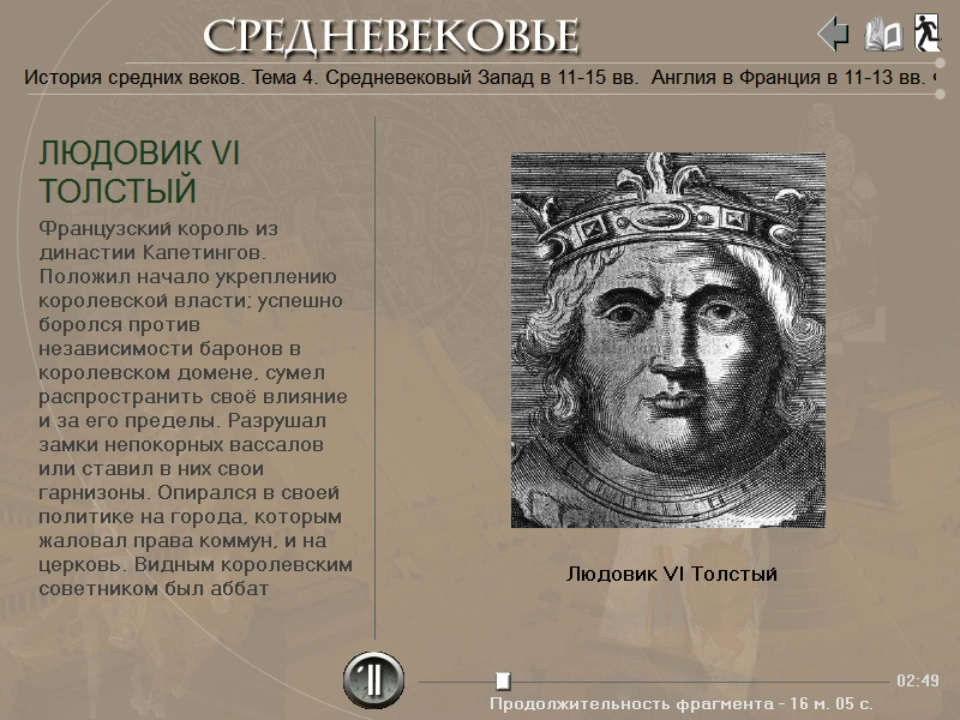 СРЕДНЕВЕКОВЬЕ
История средних веков. Тема 4. Средневековый Запад в 11-15 вв. Англия в Франция в 11-13 вв.
ЛЮДОВИК VI
ТОЛСТЫЙ
Французский король из
династии Капетингов.
Положил начало укреплению
королевской власти; успешно
боролся против
независимости баронов в
королевском домене, сумел
распространить своё влияние
и за его пределы. Разрушал
замки непокорных вассалов
или ставил в них свои
гарнизоны. Опирался в своей
политике на города, которым
жаловал права коммун, и на
церковь. Видным королевским
советником был аббат
Людовик VI Толстый
02:49
Продолжительность фрагмента - 16 м. 05 с.